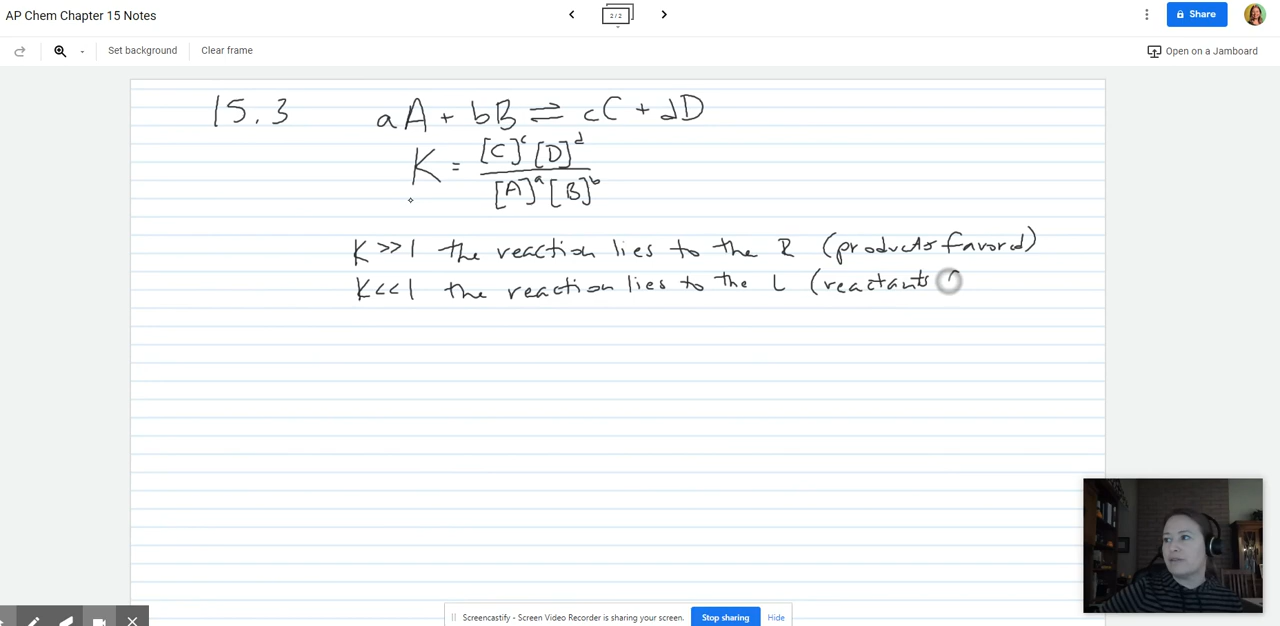 AP Chem Chapter 15 Notes
2 / 2
Share
Set background
Clear frame
Open on a Jamboard
15.3 aA + bB ⇌ cC + dD
K = [C]ᶜ [D]ᵈ
[A]ᵃ [B]ᵇ
K >> 1 the reaction lies to the R (products favored)
K << 1 the reaction lies to the L (reactants
Screencastify - Screen Video Recorder is sharing your screen.
Stop sharing
Hide